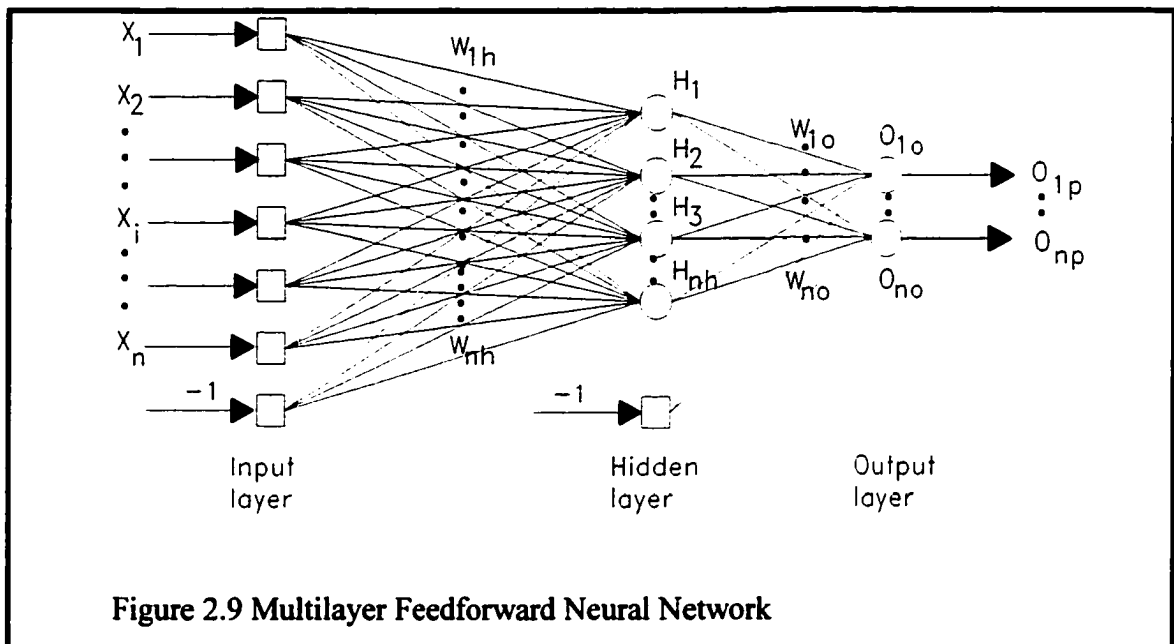 X1
X2
Xi
Xn
-1
W1h
Wnh
H1
H2
H3
Hnh
-1
W1o
Wno
O1o
Ono
O1p
Onp
Input layer
Hidden layer
Output layer
Figure 2.9 Multilayer Feedforward Neural Network